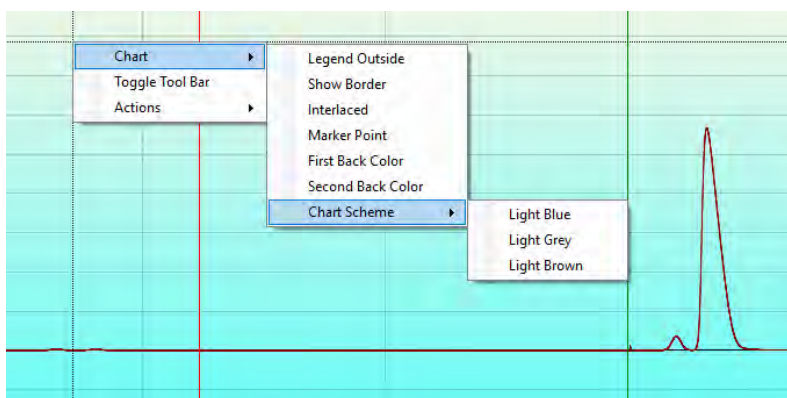 Chart
Toggle Tool Bar
Actions
Legend Outside
Show Border
Interlaced
Marker Point
First Back Color
Second Back Color
Chart Scheme
Light Blue
Light Grey
Light Brown